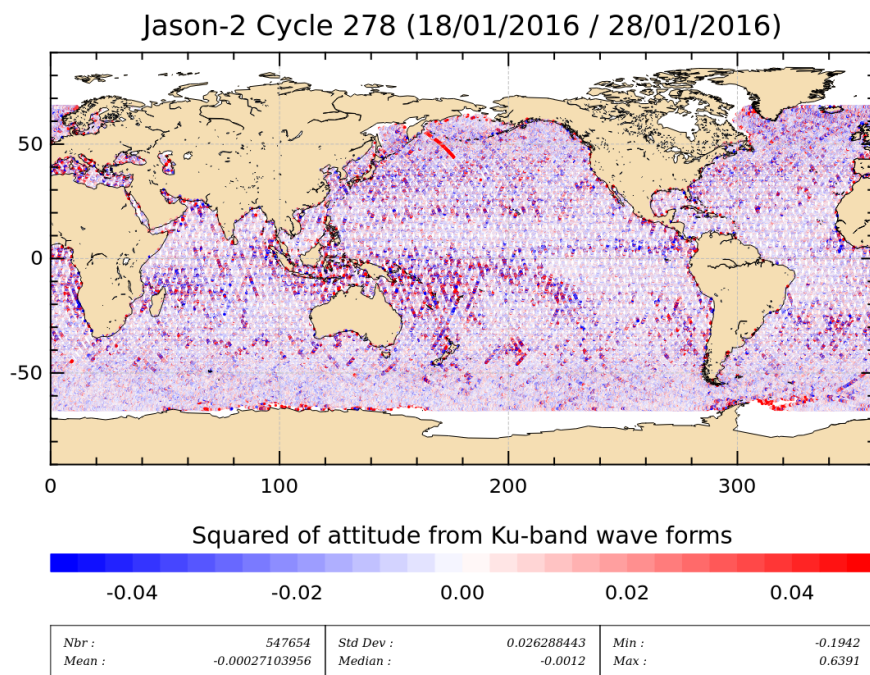 Jason-2 Cycle 278 (18/01/2016 / 28/01/2016)
50
0
-50
0 100 200 300
Squared of attitude from Ku-band wave forms
-0.04 -0.02 0.00 0.02 0.04
Nbr : 547654 Std Dev : 0.026288443 Min : -0.1942
Mean : -0.00027103956 Median : -0.0012 Max : 0.6391